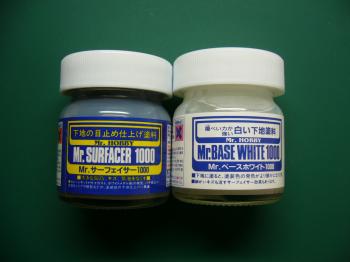 下地の目止め仕上げ塗料
Mr. HOBBY
Mr. SURFACER 1000
Mr.サーフェイサー1000
隠ぺい力が
強い 白い下地塗料
Mr. HOBBY
Mr.BASE WHITE 1000
Mr.ベースホワイト1000